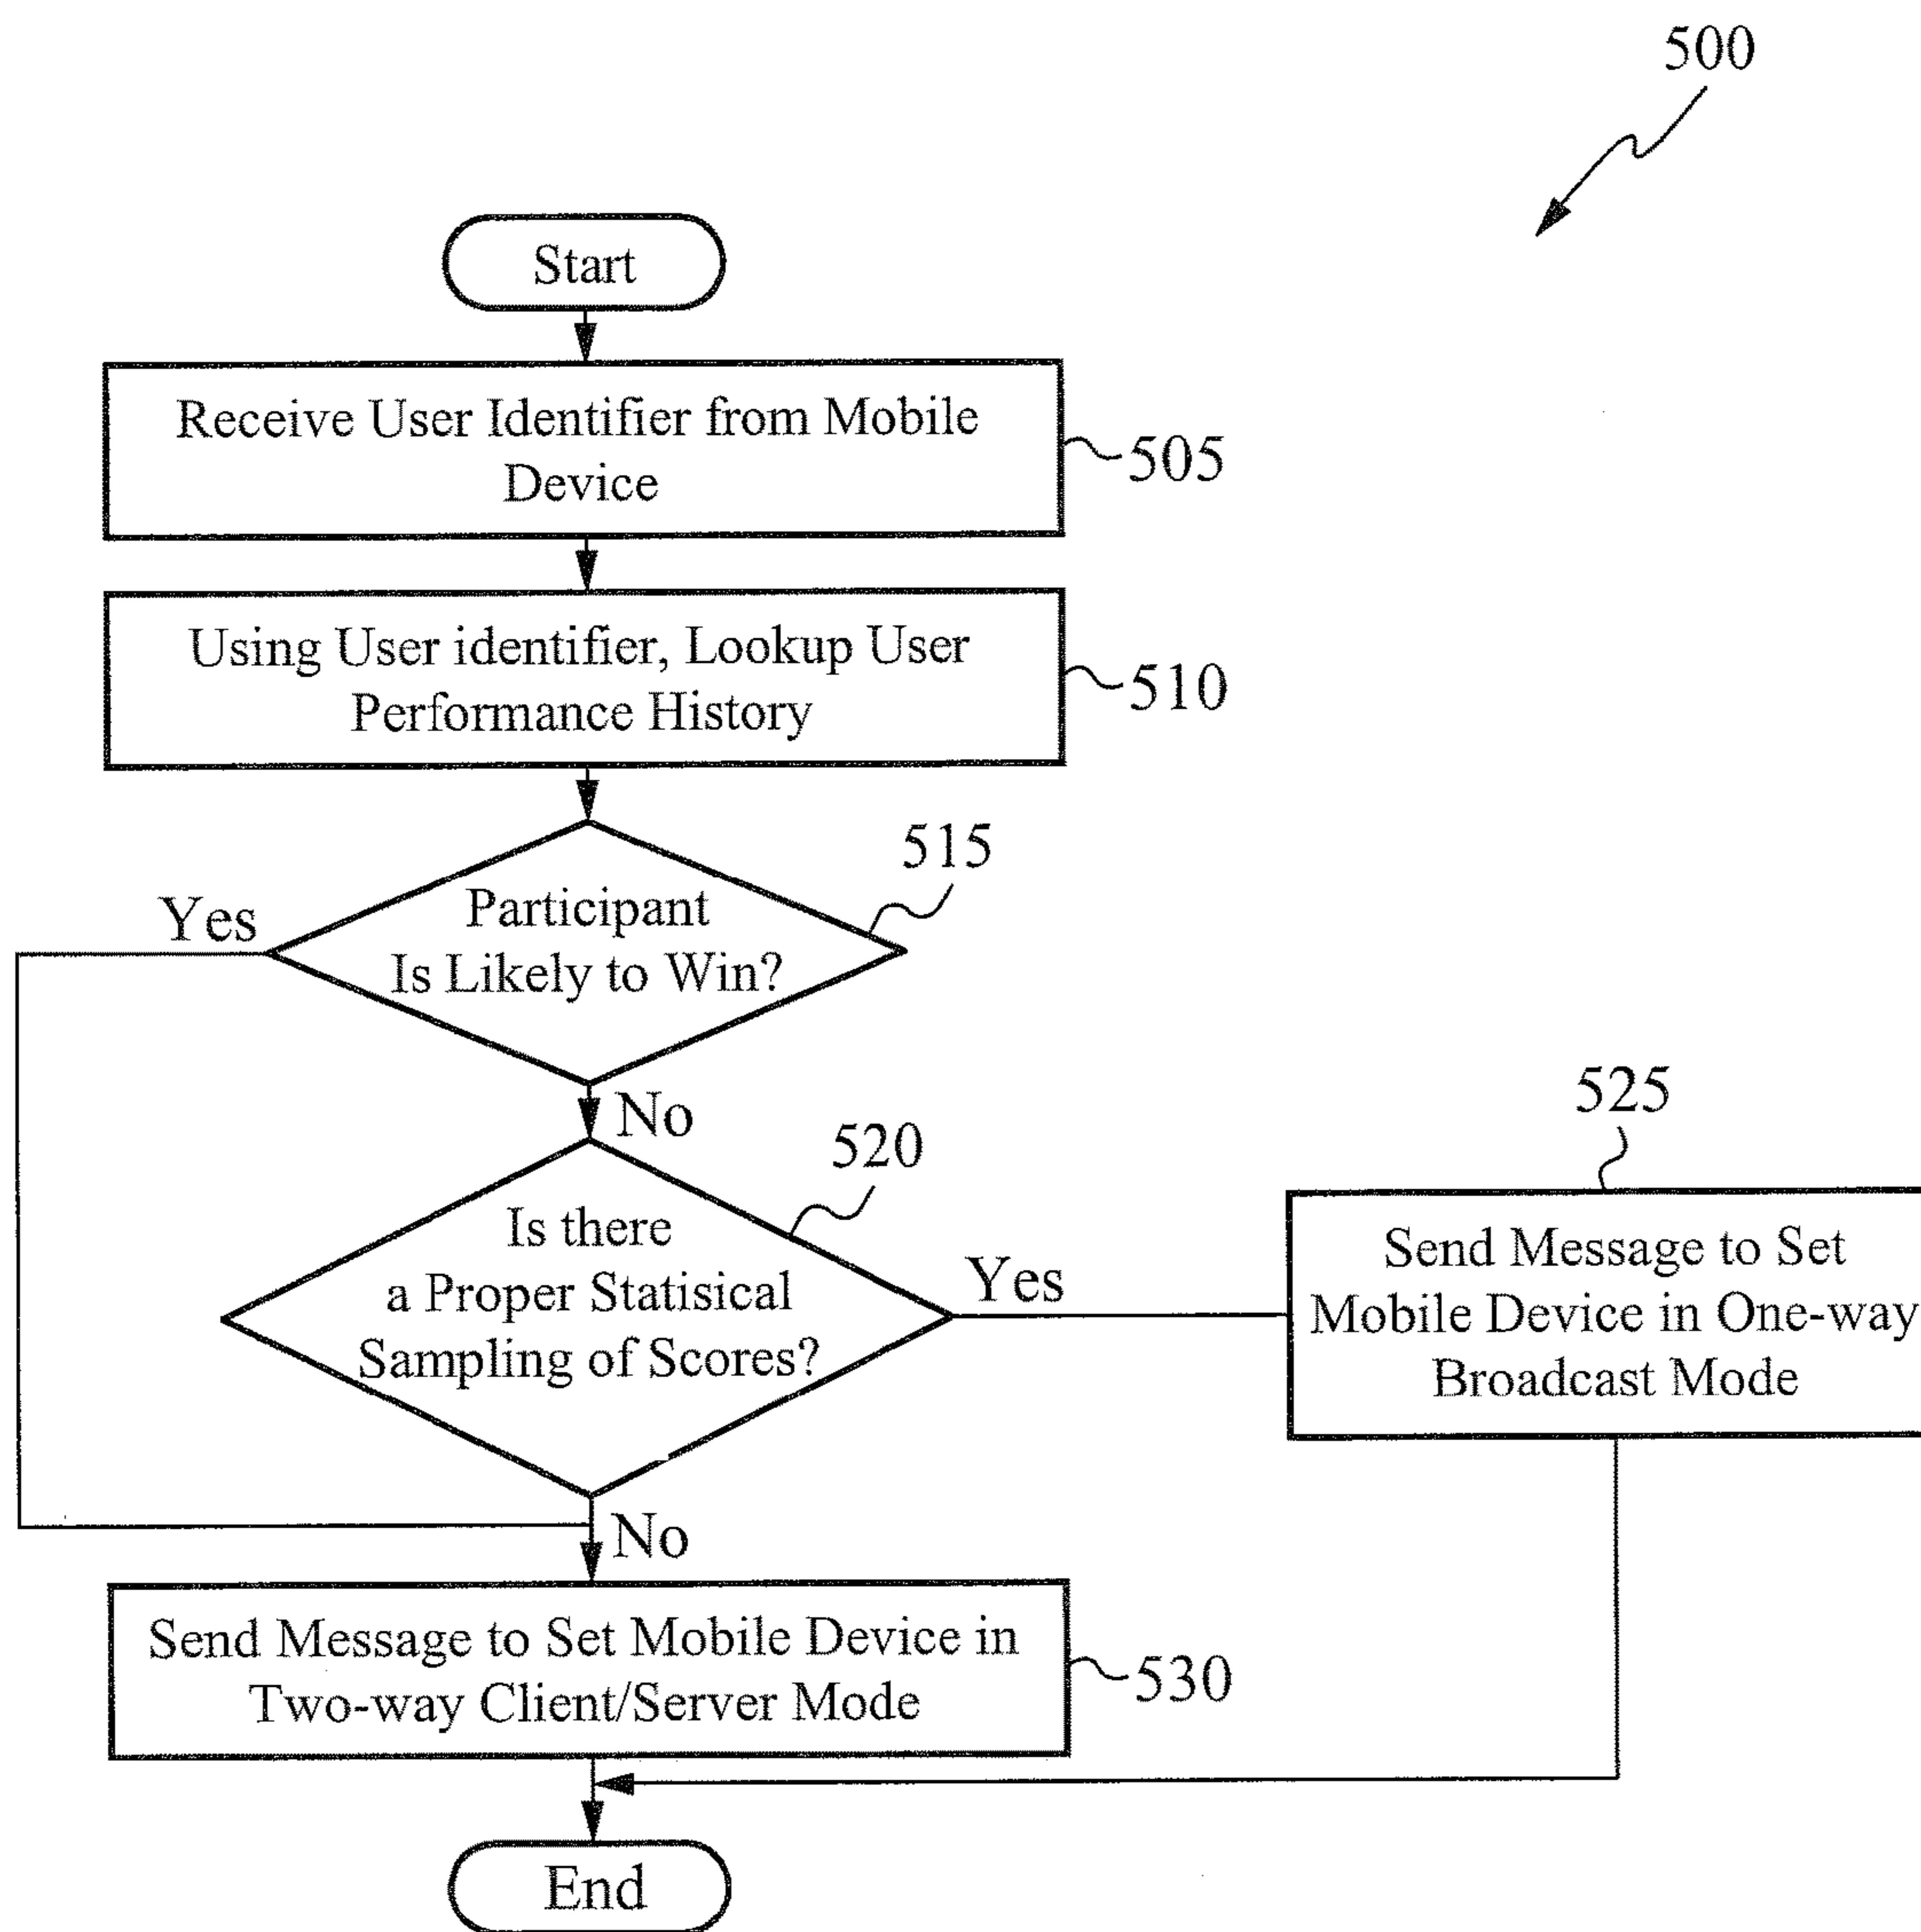 500
Start
Receive User Identifier from Mobile
Device
505
Using User identifier, Lookup User
Performance History
510
515
Participant
Is Likely to Win?
Yes
No
520
Is there
a Proper Statisical
Sampling of Scores?
Yes
525
Send Message to Set
Mobile Device in One-way
Broadcast Mode
No
Send Message to Set Mobile Device in
Two-way Client/Server Mode
530
End